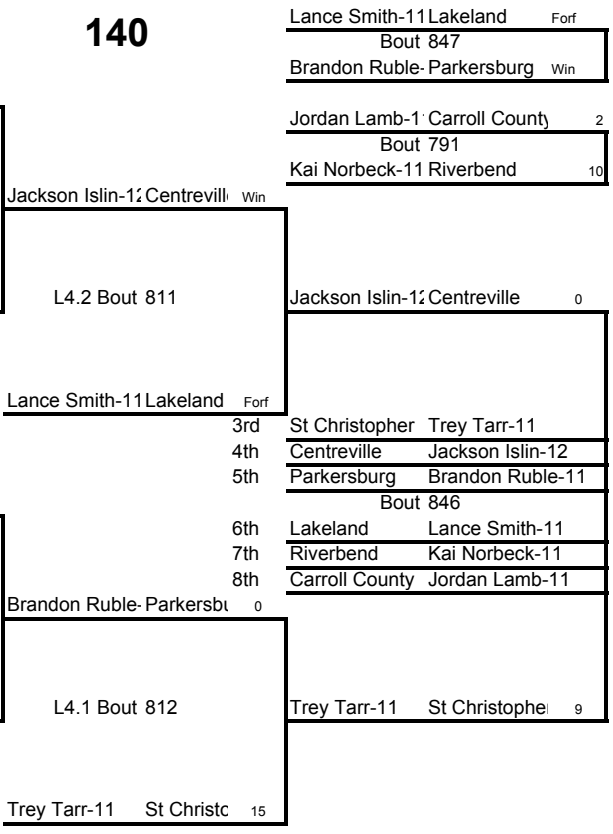 140
Lance Smith-11 Lakeland Forf
Bout 847
Brandon Ruble- Parkersburg Win
Jordan Lamb-1 Carroll County 2
Bout 791
Kai Norbeck-11 Riverbend 10
Jackson Islin-12 Centrevill Win
L4.2 Bout 811
Jackson Islin-12 Centreville 0
Lance Smith-11 Lakeland Forf
3rd St Christopher Trey Tarr-11
4th Centreville Jackson Islin-12
5th Parkersburg Brandon Ruble-11
Bout 846
6th Lakeland Lance Smith-11
7th Riverbend Kai Norbeck-11
8th Carroll County Jordan Lamb-11
Brandon Ruble- Parkersbu 0
L4.1 Bout 812
Trey Tarr-11 St Christophe 9
Trey Tarr-11 St Christo 15